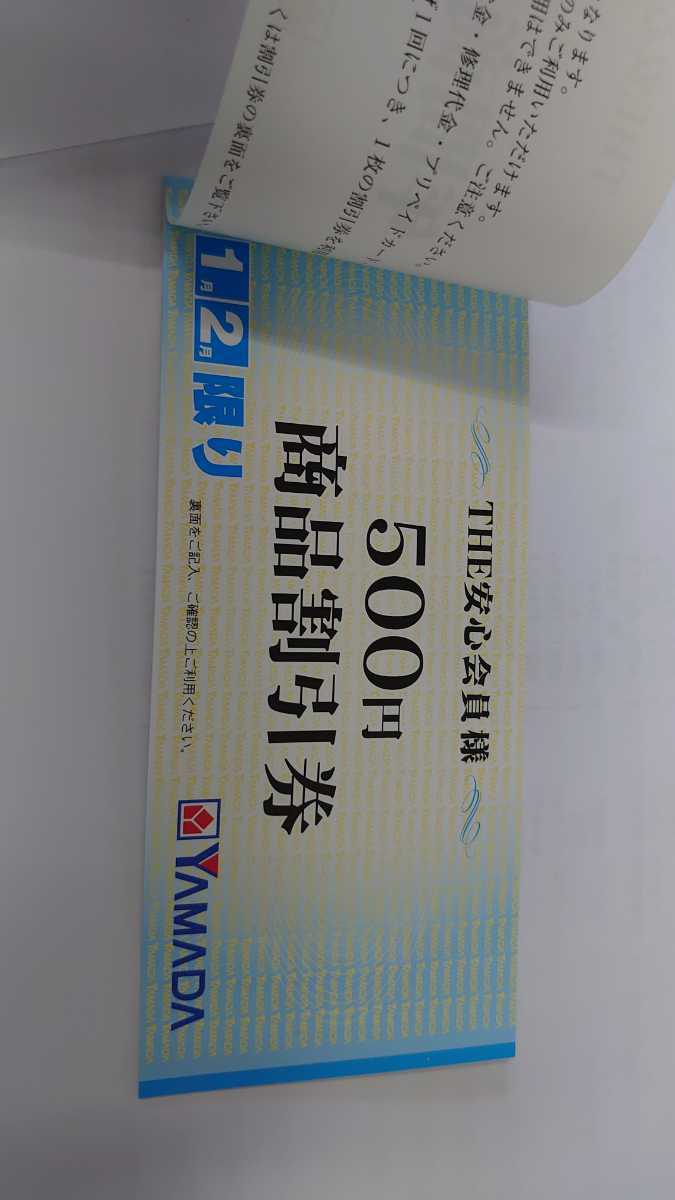 なります。
のみご利用いただけます。
用はできません。ご注意ください。
金・修理代金・プリペイドカー
1回につき、1枚の割引券を
くは割引券の裏面をご覧下さい
THE安心会員 様
500円
商品割引券
1月2月限り
裏面をご記入、ご確認の上ご利用ください。
YAMADA